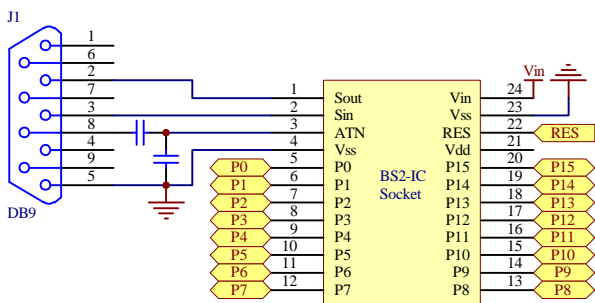 J1
1
6
2
7
3
8
4
9
5
DB9
1 Sout
2 Sin
3 ATN
4 Vss
P0 5 P0
P1 6 P1
P2 7 P2
P3 8 P3
P4 9 P4
P5 10 P5
P6 11 P6
P7 12 P7
BS2-IC
Socket
Vin
Vin 24
Vss 23
RES 22 RES
Vdd 21
P15 20 P15
P14 19 P14
P13 18 P13
P12 17 P12
P11 16 P11
P10 15 P10
P9 14 P9
P8 13 P8